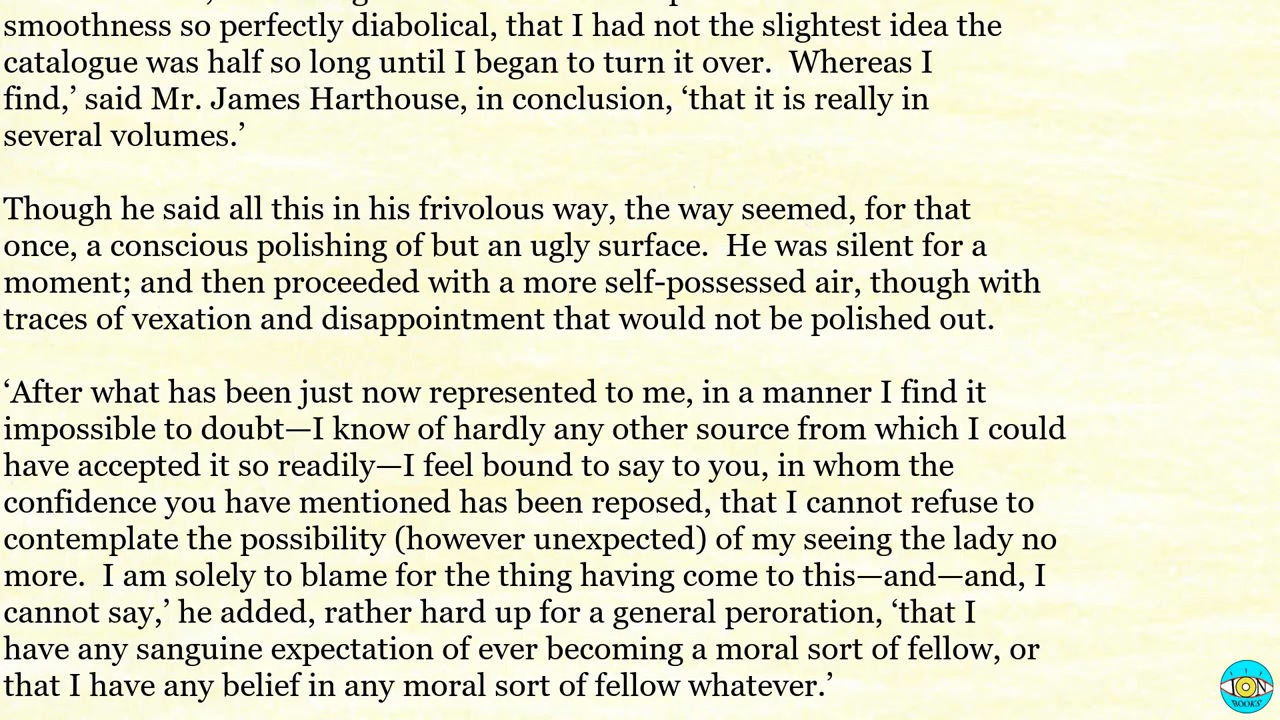 smoothness so perfectly diabolical, that I had not the slightest idea the
catalogue was half so long until I began to turn it over.  Whereas I
find,’ said Mr. James Harthouse, in conclusion, ‘that it is really in
several volumes.’
Though he said all this in his frivolous way, the way seemed, for that
once, a conscious polishing of but an ugly surface.  He was silent for a
moment; and then proceeded with a more self-possessed air, though with
traces of vexation and disappointment that would not be polished out.
‘After what has been just now represented to me, in a manner I find it
impossible to doubt—I know of hardly any other source from which I could
have accepted it so readily—I feel bound to say to you, in whom the
confidence you have mentioned has been reposed, that I cannot refuse to
contemplate the possibility (however unexpected) of my seeing the lady no
more.  I am solely to blame for the thing having come to this—and—and, I
cannot say,’ he added, rather hard up for a general peroration, ‘that I
have any sanguine expectation of ever becoming a moral sort of fellow, or
that I have any belief in any moral sort of fellow whatever.’
ION
BOOKS